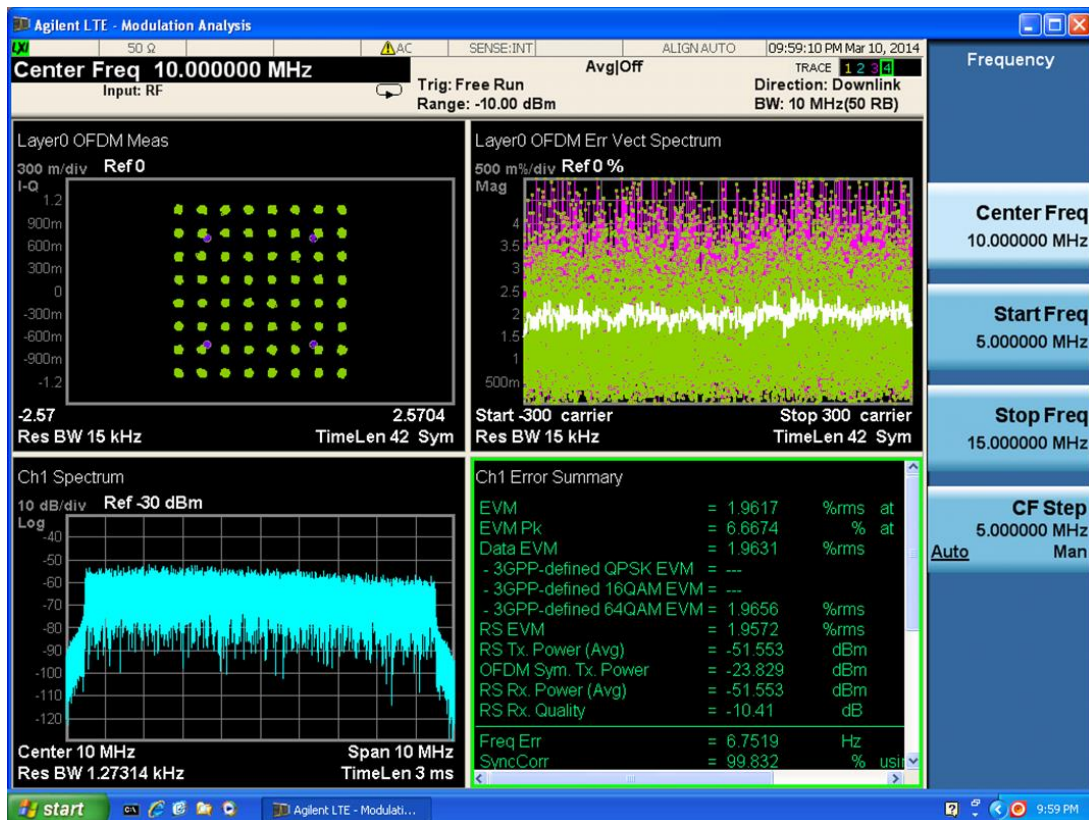 Agilent LTE - Modulation Analysis
LXI 50 Ω AC SENSE:INT ALIGN AUTO 09:59:10 PM Mar 10, 2014
Center Freq 10.000000 MHz
Input: RF
Trig: Free Run
Range: -10.00 dBm
Avg|Off
TRACE 1 2 3 4
Direction: Downlink
BW: 10 MHz(50 RB)
Layer0 OFDM Meas
300 m/div Ref 0
I-Q
1.2
900m
600m
300m
0
-300m
-600m
-900m
-1.2
-2.57 2.5704
Res BW 15 kHz TimeLen 42 Sym
Layer0 OFDM Err Vect Spectrum
500 m%/div Ref 0 %
Mag
4
3.5
3
2.5
2
1.5
1
500m
Start -300 carrier Stop 300 carrier
Res BW 15 kHz TimeLen 42 Sym
Ch1 Spectrum
10 dB/div Ref -30 dBm
Log
-40
-50
-60
-70
-80
-90
-100
-110
-120
Center 10 MHz Span 10 MHz
Res BW 1.27314 kHz TimeLen 3 ms
Ch1 Error Summary
EVM = 1.9617 %rms at
EVM Pk = 6.6674 % at
Data EVM = 1.9631 %rms
- 3GPP-defined QPSK EVM = ---
- 3GPP-defined 16QAM EVM = ---
- 3GPP-defined 64QAM EVM = 1.9656 %rms
RS EVM = 1.9572 %rms
RS Tx. Power (Avg) = -51.553 dBm
OFDM Sym. Tx. Power = -23.829 dBm
RS Rx. Power (Avg) = -51.553 dBm
RS Rx. Quality = -10.41 dB
Freq Err = 6.7519 Hz
SyncCorr = 99.832 % usin
Frequency
Center Freq
10.000000 MHz
Start Freq
5.000000 MHz
Stop Freq
15.000000 MHz
CF Step
5.000000 MHz
Auto Man
start
Agilent LTE - Modulati...
9:59 PM